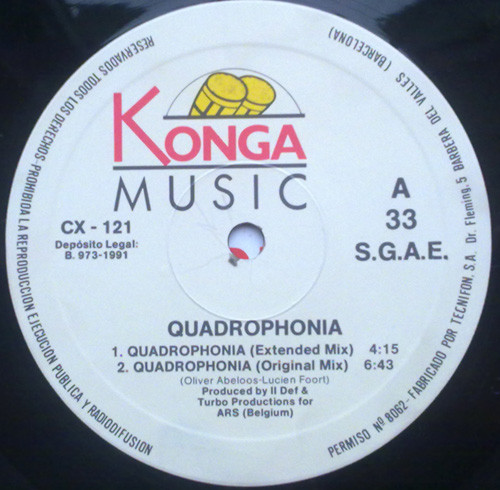 KONGA
MUSIC
CX - 121
Depósito Legal:
B. 973-1991
A
33
S.G.A.E.
QUADROPHONIA
1. QUADROPHONIA (Extended Mix) 4:15
2. QUADROPHONIA (Original Mix) 6:43
(Oliver Abeloos-Lucien Foort)
Produced by II Def &
Turbo Productions for
ARS (Belgium)
RESERVADOS TODOS LOS DERECHOS-PROHIBIDA LA REPRODUCCION EJECUCION PUBLICA Y RADIODIFUSION
PERMISO Nº 8062-FABRICADO POR TECNIFON, S.A. Dr. Fleming, 5 BARBERA DEL VALLES (BARCELONA)